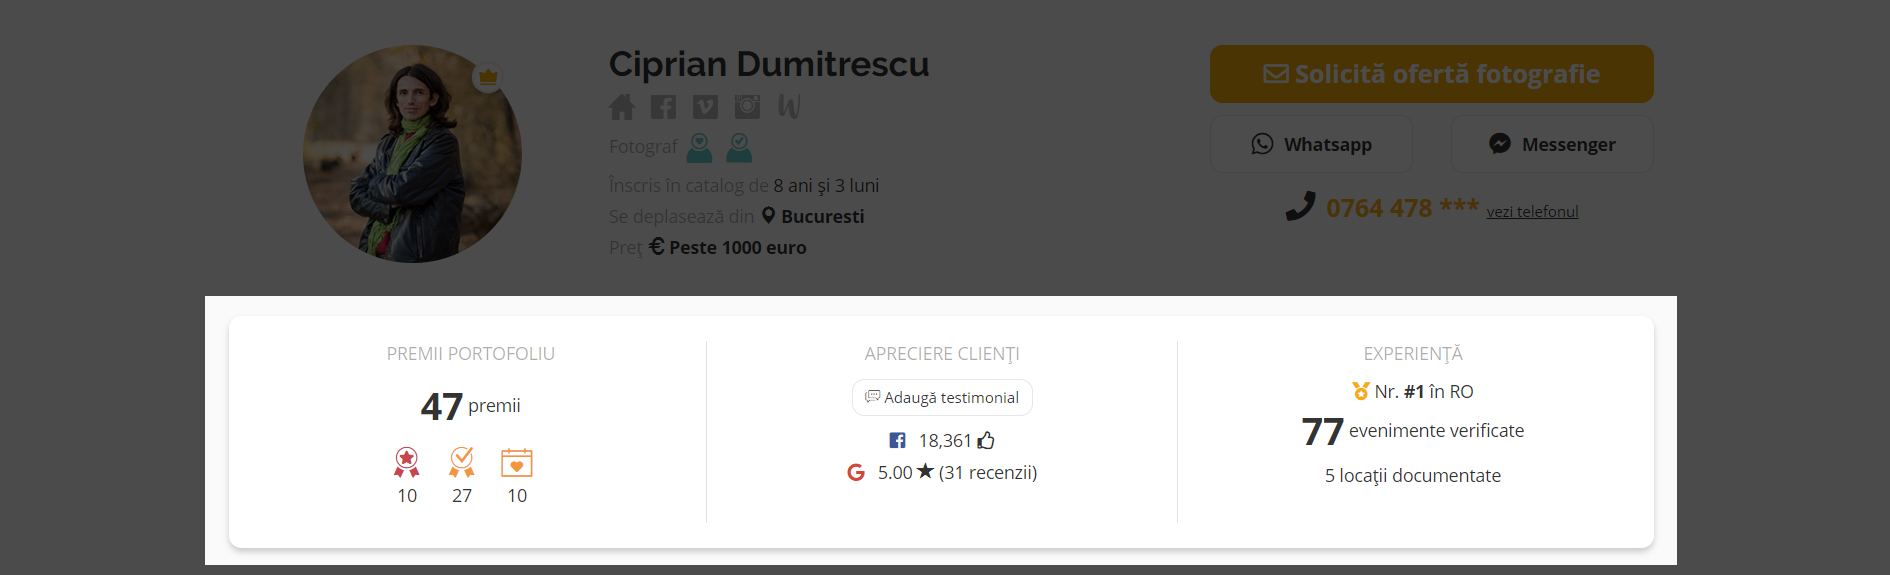 Ciprian Dumitrescu
Fotograf
Înscris în catalog de 8 ani și 3 luni
Se deplasează din Bucuresti
Preț € Peste 1000 euro
Solicită ofertă fotografie
Whatsapp
Messenger
0764 478 *** vezi telefonul
PREMII PORTOFOLIU
47 premii
10 27 10
APRECIERE CLIENȚI
Adaugă testimonial
18,361
5.00 ★ (31 recenzii)
EXPERIENȚĂ
Nr. #1 în RO
77 evenimente verificate
5 locații documentate